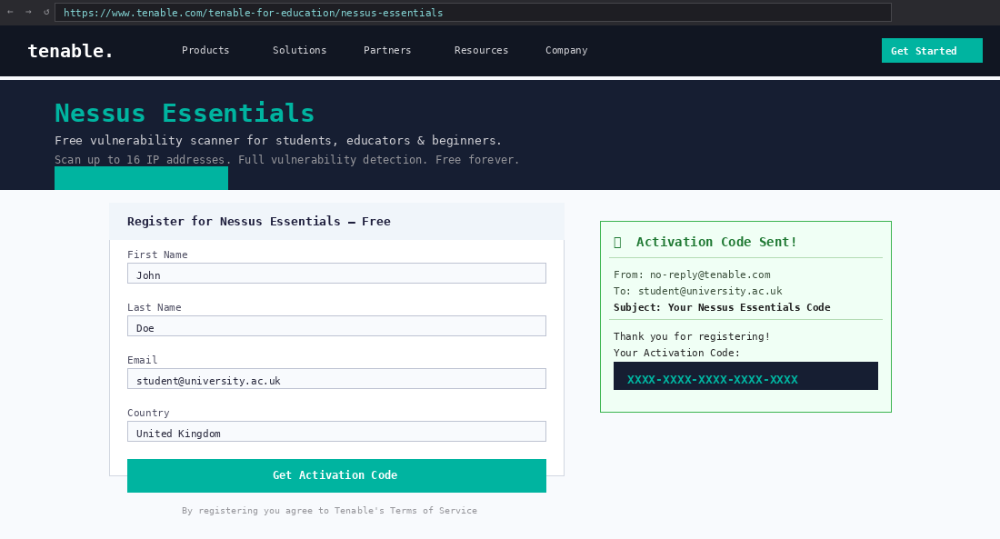 ← → ↺ https://www.tenable.com/tenable-for-education/nessus-essentials
tenable. Products Solutions Partners Resources Company Get Started
Nessus Essentials
Free vulnerability scanner for students, educators & beginners.
Scan up to 16 IP addresses. Full vulnerability detection. Free forever.
Register for Nessus Essentials — Free
First Name
John
Last Name
Doe
Email
student@university.ac.uk
Country
United Kingdom
Get Activation Code
By registering you agree to Tenable's Terms of Service
Activation Code Sent!
From: no-reply@tenable.com
To: student@university.ac.uk
Subject: Your Nessus Essentials Code
Thank you for registering!
Your Activation Code:
XXXX-XXXX-XXXX-XXXX-XXXX